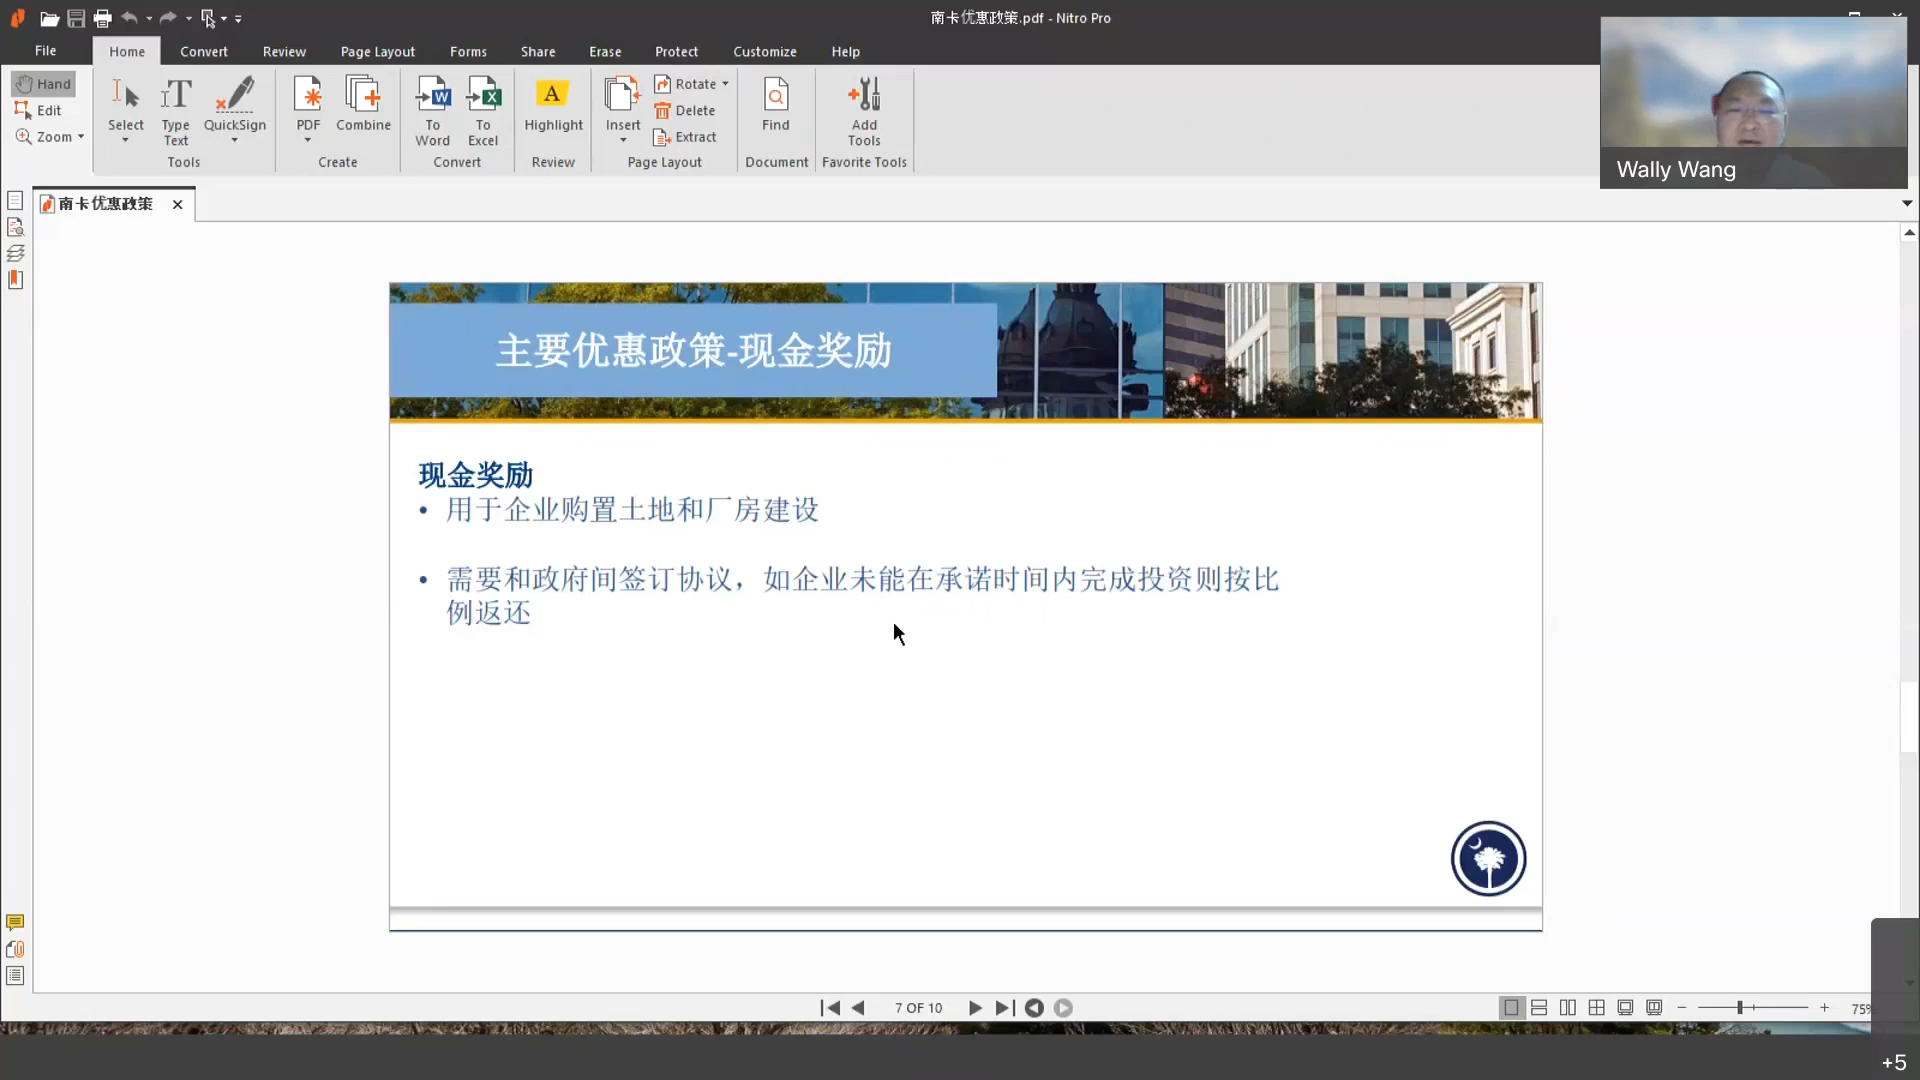 南卡优惠政策.pdf - Nitro Pro
File
Home
Convert
Review
Page Layout
Forms
Share
Erase
Protect
Customize
Help
Hand
Edit
Zoom
Select
Type
Text
QuickSign
Tools
PDF
Combine
Create
To
Word
To
Excel
Convert
Highlight
Review
Insert
Rotate
Delete
Extract
Page Layout
Find
Document
Add
Tools
Favorite Tools
Wally Wang
南卡优惠政策
主要优惠政策-现金奖励
现金奖励
• 用于企业购置土地和厂房建设
• 需要和政府间签订协议，如企业未能在承诺时间内完成投资则按比
例返还
7 OF 10
75%
+5